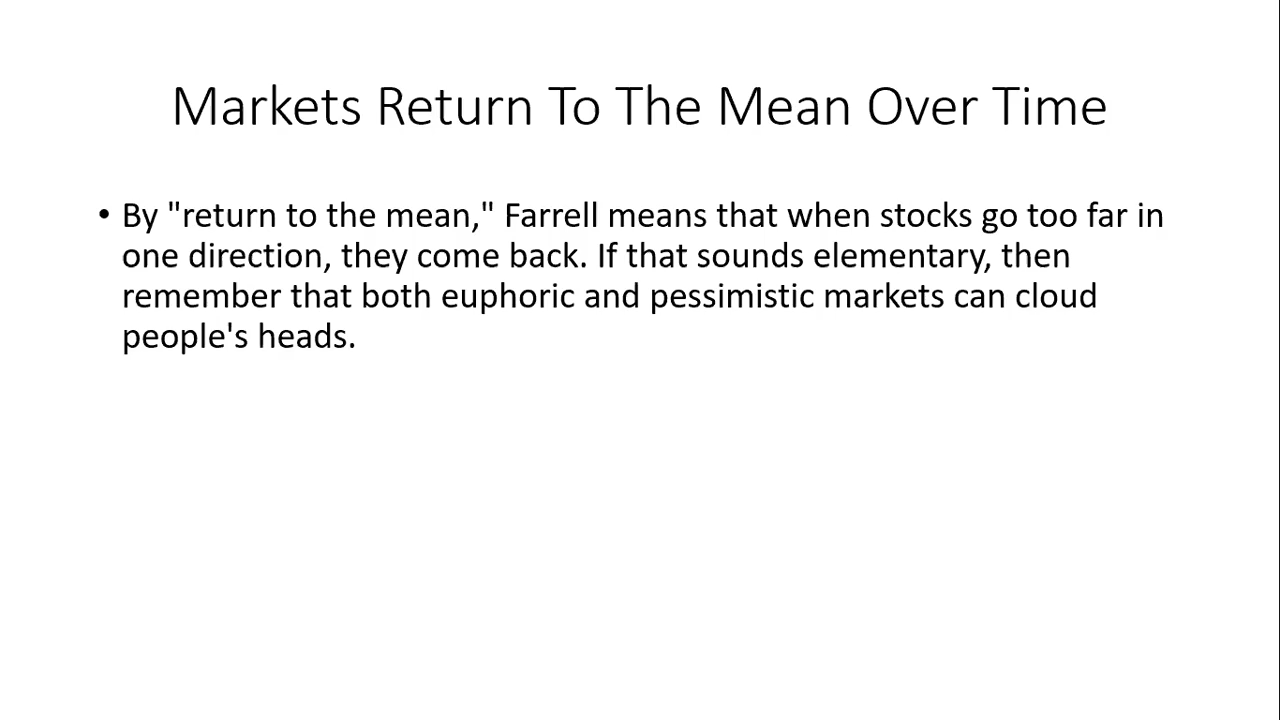 Markets Return To The Mean Over Time
• By "return to the mean," Farrell means that when stocks go too far in
one direction, they come back. If that sounds elementary, then
remember that both euphoric and pessimistic markets can cloud
people's heads.